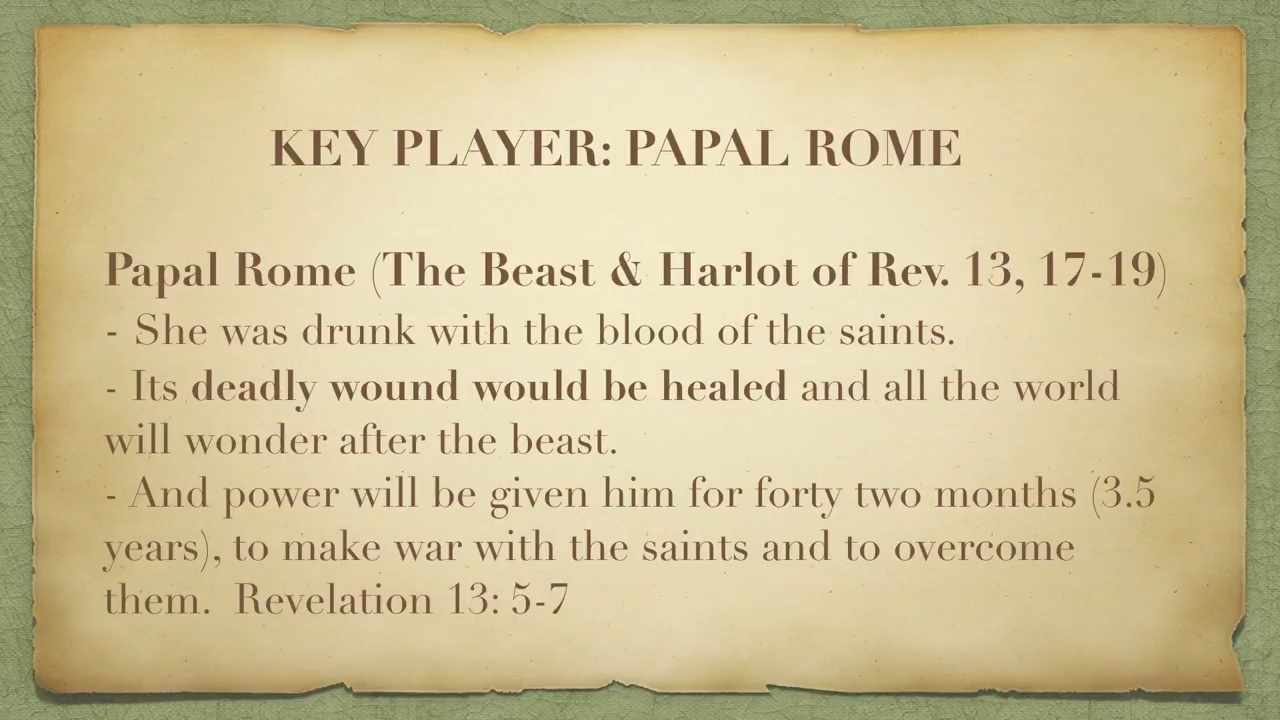 KEY PLAYER: PAPAL ROME
Papal Rome (The Beast & Harlot of Rev. 13, 17-19)
- She was drunk with the blood of the saints.
- Its deadly wound would be healed and all the world
will wonder after the beast.
- And power will be given him for forty two months (3.5
years), to make war with the saints and to overcome
them.  Revelation 13: 5-7